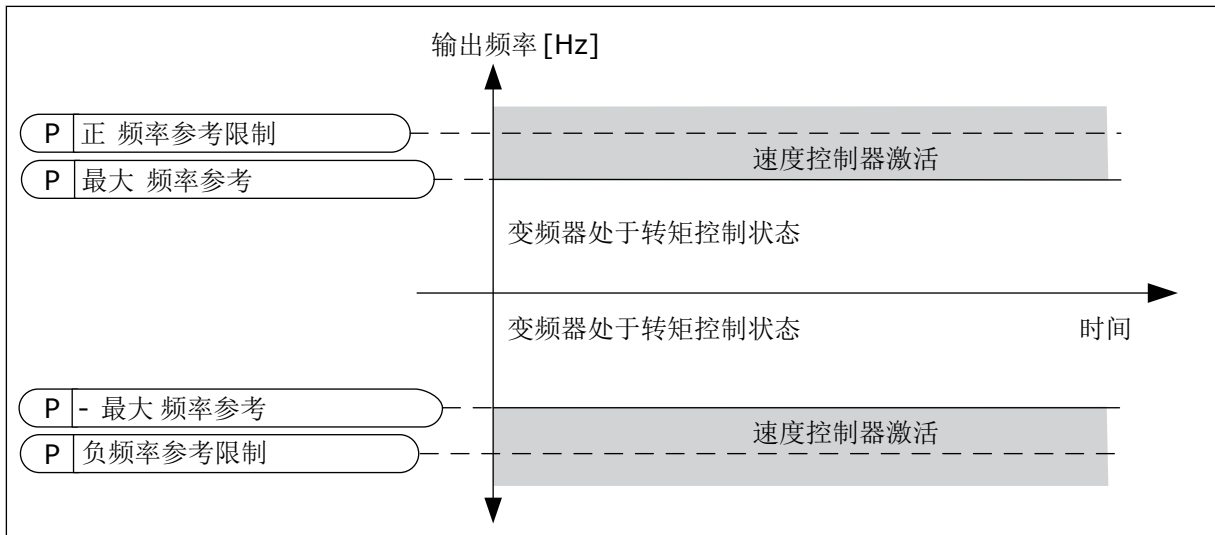 输出频率 [Hz]
P 正 频率参考限制
速度控制器激活
P 最大 频率参考
变频器处于转矩控制状态
变频器处于转矩控制状态
时间
P - 最大 频率参考
速度控制器激活
P 负频率参考限制